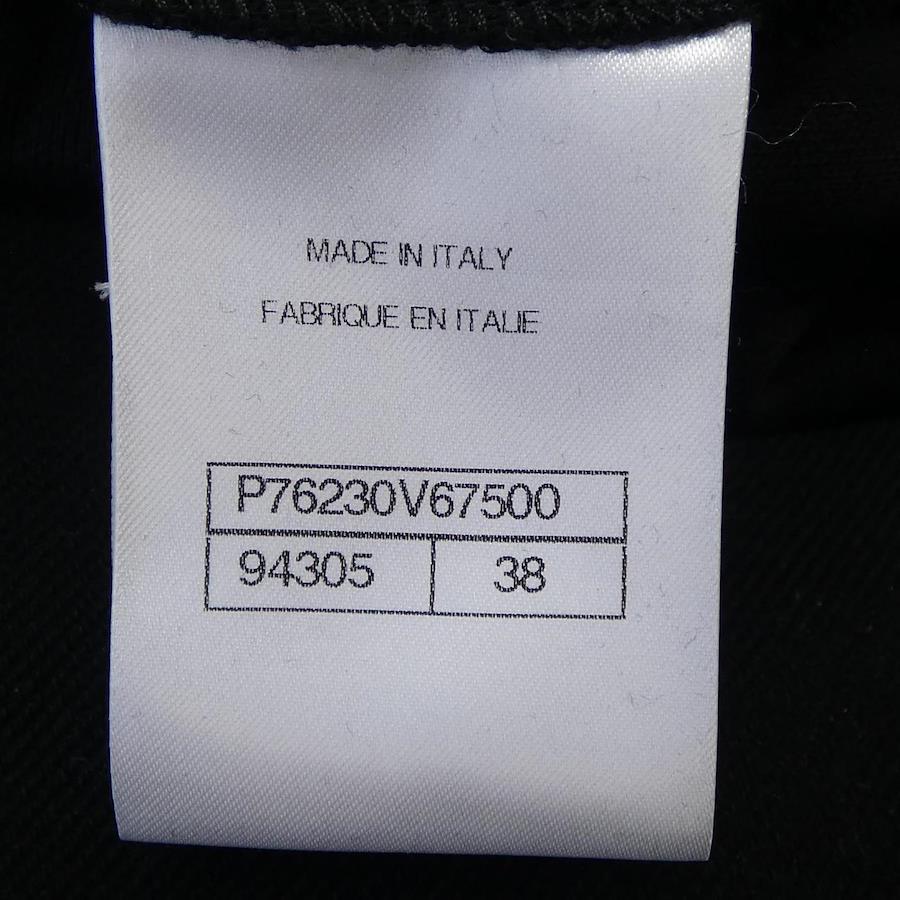 MADE IN ITALY
FABRIQUE EN ITALIE
P76230V67500
94305 38